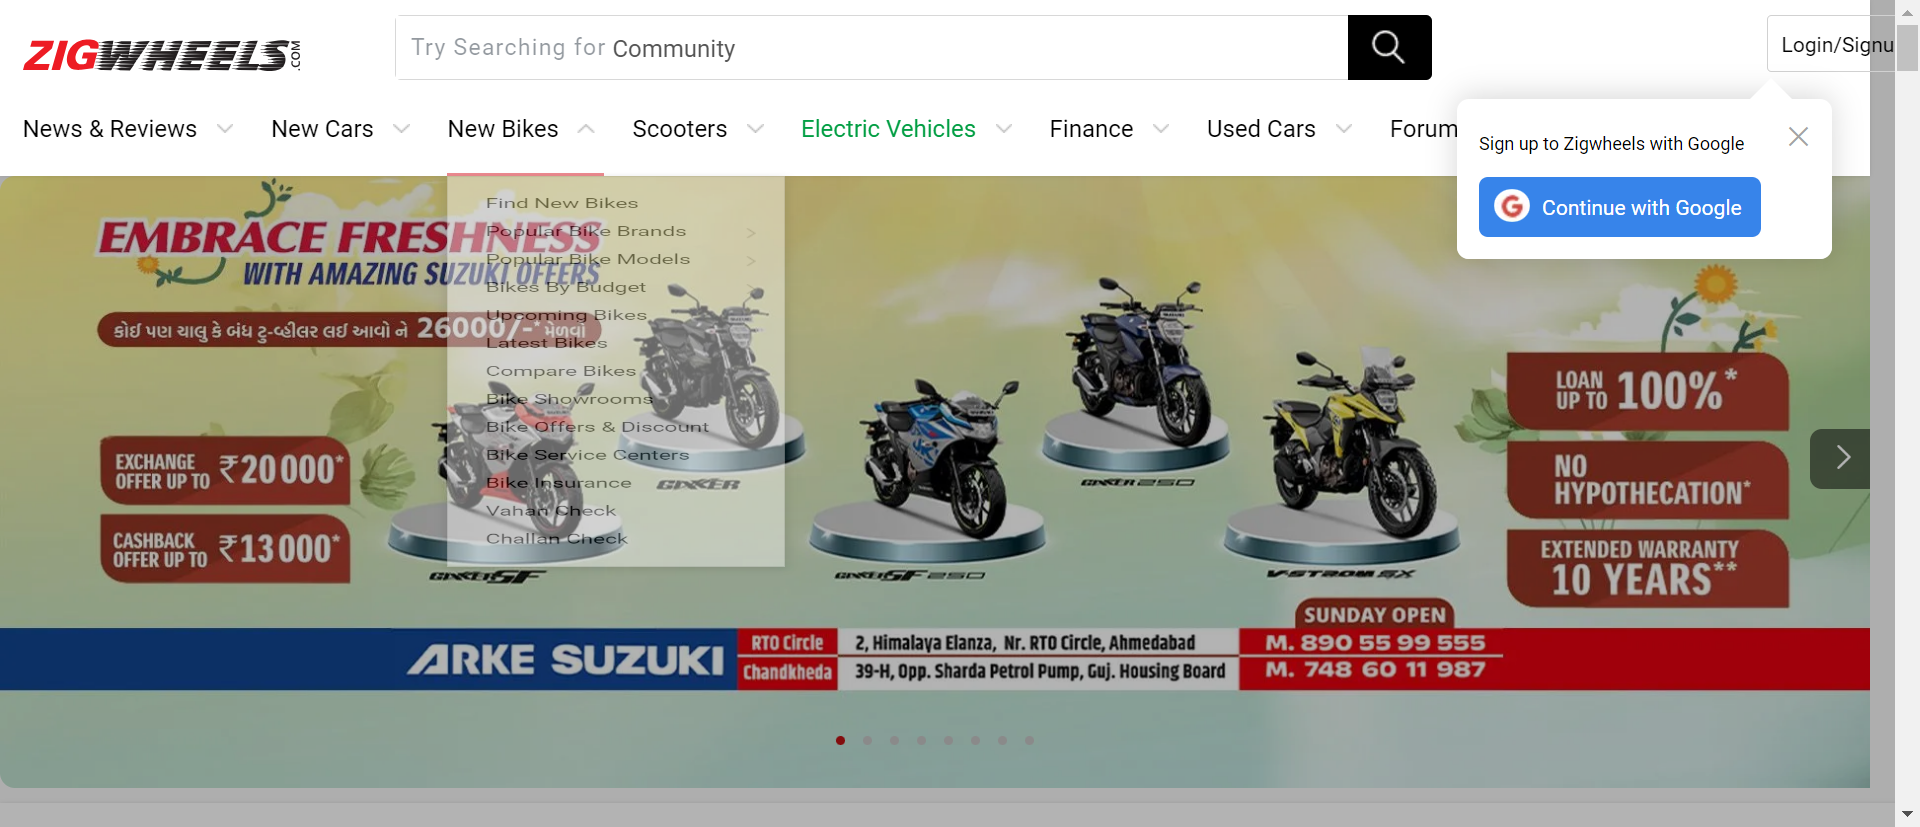 ZIGWHEELS.COM
Try Searching for Community
Login/Signu
News & Reviews
New Cars
New Bikes
Scooters
Electric Vehicles
Finance
Used Cars
Forum
Sign up to Zigwheels with Google
Continue with Google
Find New Bikes
Popular Bike Brands
Popular Bike Models
Bikes By Budget
Upcoming Bikes
Latest Bikes
Compare Bikes
Bike Showrooms
Bike Offers & Discount
Bike Service Centers
Bike Insurance
Vahan Check
Challan Check
EMBRACE FRESHNESS
WITH AMAZING SUZUKI OFFERS
કોઈ પણ ચાલુ કે બંધ ટુ-વ્હીલર લઈ આવો ને 26000/-* મેળવો
EXCHANGE
OFFER UP TO ₹20000*
CASHBACK
OFFER UP TO ₹13000*
GIXXER
GIXXER SF
GIXXER SF 250
GIXXER 250
V-STROM SX
LOAN
UP TO 100%*
NO
HYPOTHECATION*
EXTENDED WARRANTY
10 YEARS**
SUNDAY OPEN
ARKE SUZUKI
RTO Circle
2, Himalaya Elanza, Nr. RTO Circle, Ahmedabad
M. 890 55 99 555
Chandkheda
39-H, Opp. Sharda Petrol Pump, Guj. Housing Board
M. 748 60 11 987